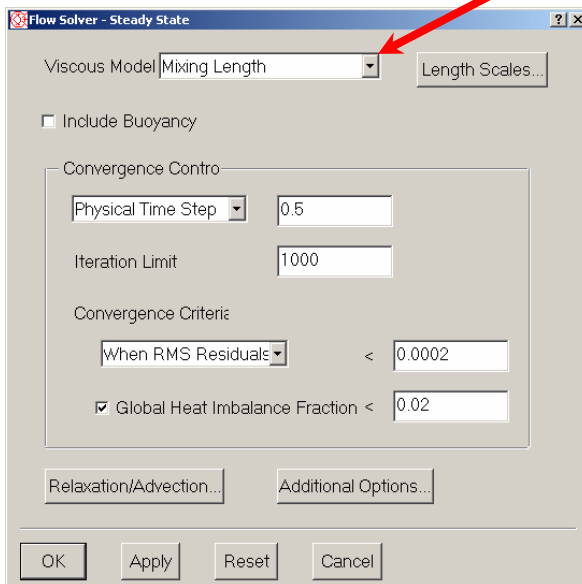 Flow Solver - Steady State
Viscous Model Mixing Length
Length Scales...
Include Buoyancy
Convergence Contro
Physical Time Step 0.5
Iteration Limit 1000
Convergence Criteria
When RMS Residuals < 0.0002
Global Heat Imbalance Fraction < 0.02
Relaxation/Advection... Additional Options...
OK Apply Reset Cancel